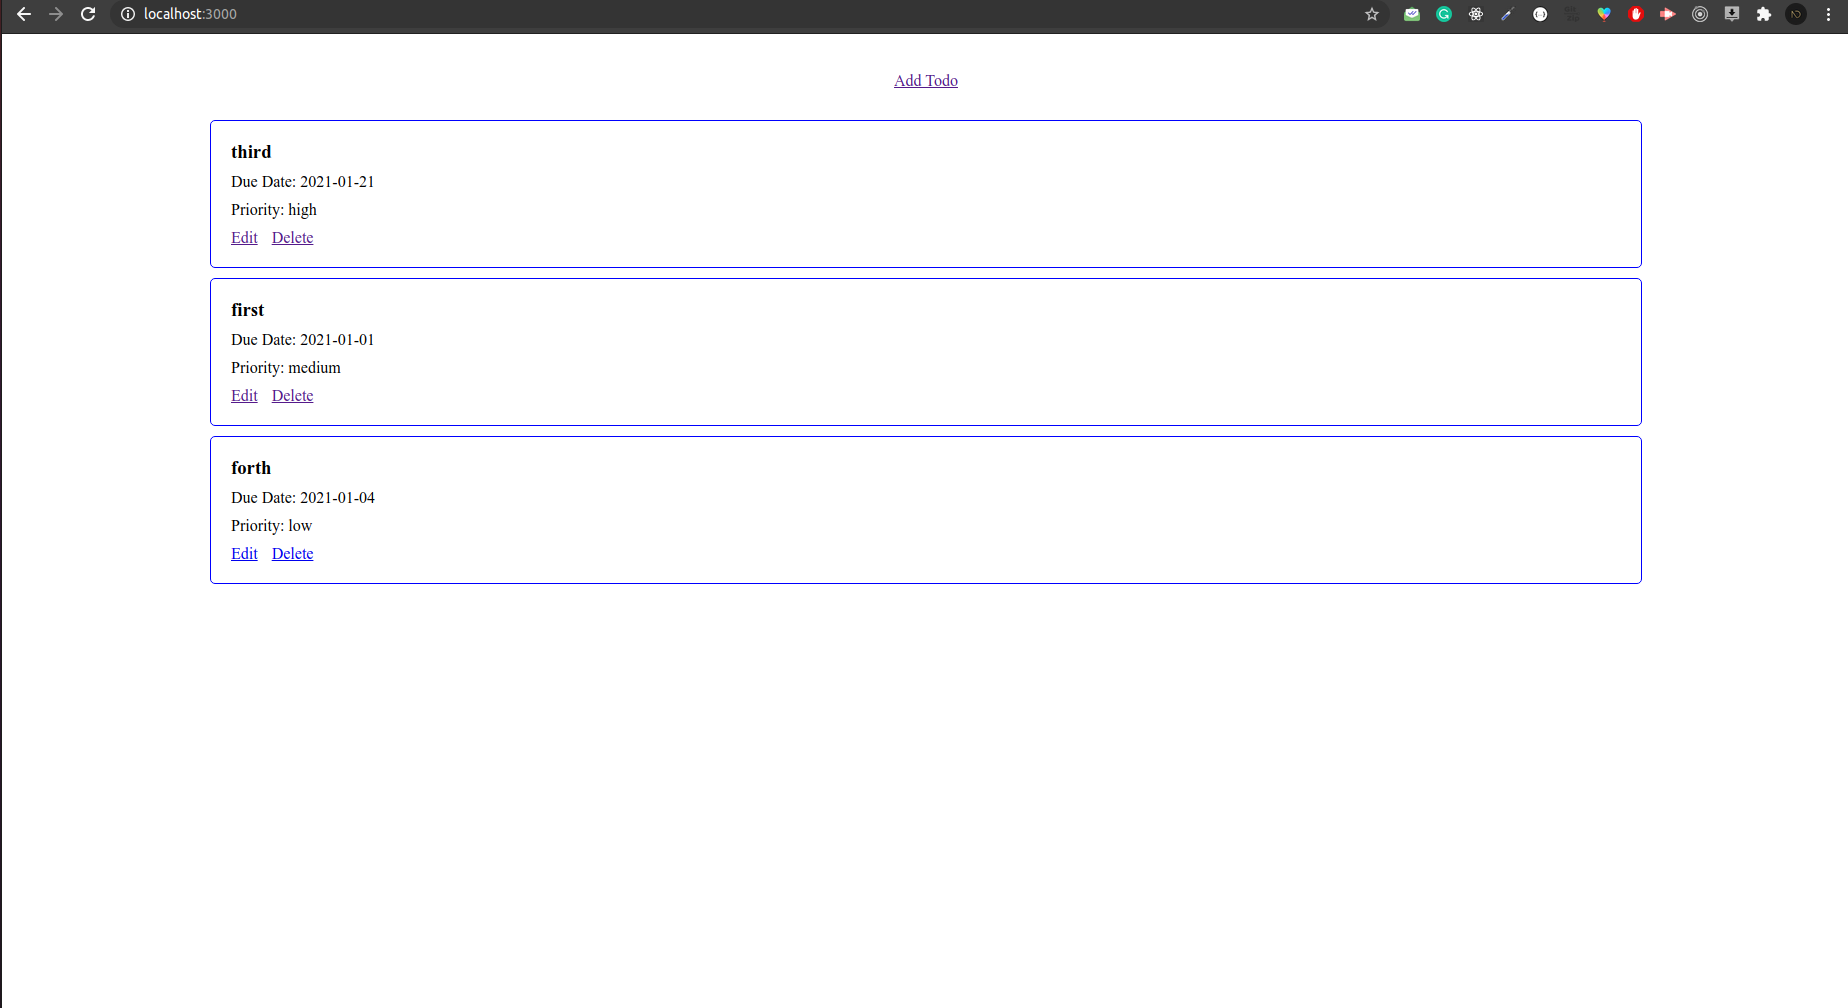 localhost:3000
Add Todo
third
Due Date: 2021-01-21
Priority: high
Edit Delete
first
Due Date: 2021-01-01
Priority: medium
Edit Delete
forth
Due Date: 2021-01-04
Priority: low
Edit Delete